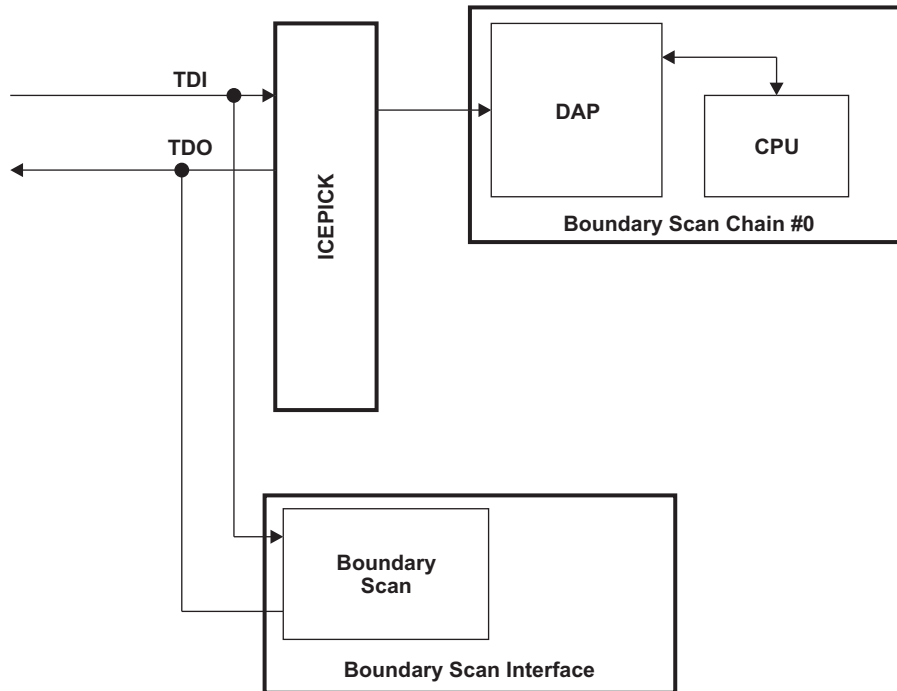 TDI
TDO
ICEPICK
DAP
CPU
Boundary Scan Chain #0
Boundary
Scan
Boundary Scan Interface